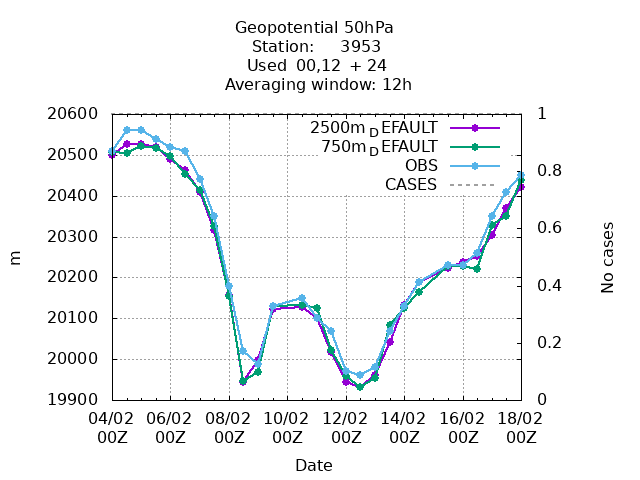 Geopotential 50hPa
Station: 3953
Used 00,12 + 24
Averaging window: 12h
20600
20500
20400
20300
20200
20100
20000
19900
1
0.8
0.6
0.4
0.2
0
2500m DEFAULT
750m DEFAULT
OBS
CASES
m
No cases
04/02 06/02 08/02 10/02 12/02 14/02 16/02 18/02
00Z 00Z 00Z 00Z 00Z 00Z 00Z 00Z
Date